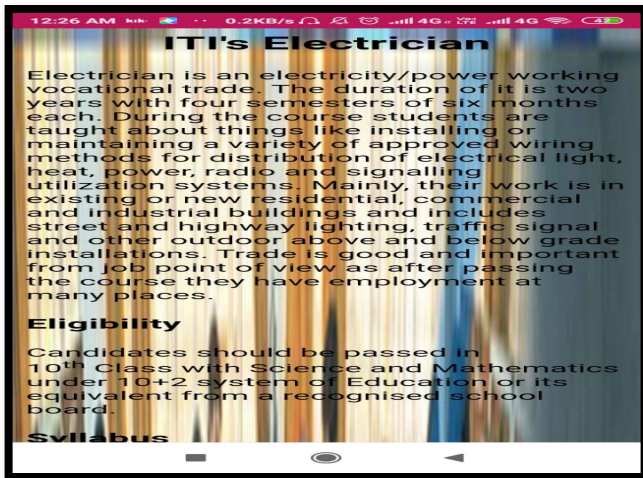 12:26 AM kik 0.2KB/s 4G Vo) LTE 4G 42
ITI's Electrician
Electrician is an electricity/power working
vocational trade. The duration of it is two
years with four semesters of six months
each. During the course students are
taught about things like installing or
maintaining a variety of approved wiring
methods for distribution of electrical light,
heat, power, radio and signalling
utilization systems. Mainly, their work is in
existing or new residential, commercial
and industrial buildings and includes
street and highway lighting, traffic signal
and other outdoor above and below grade
installations. Trade is good and important
from job point of view as after passing
the course they have employment at
many places.
Eligibility
Candidates should be passed in
10th Class with Science and Mathematics
under 10+2 system of Education or its
equivalent from a recognised school
board.
Syllabus